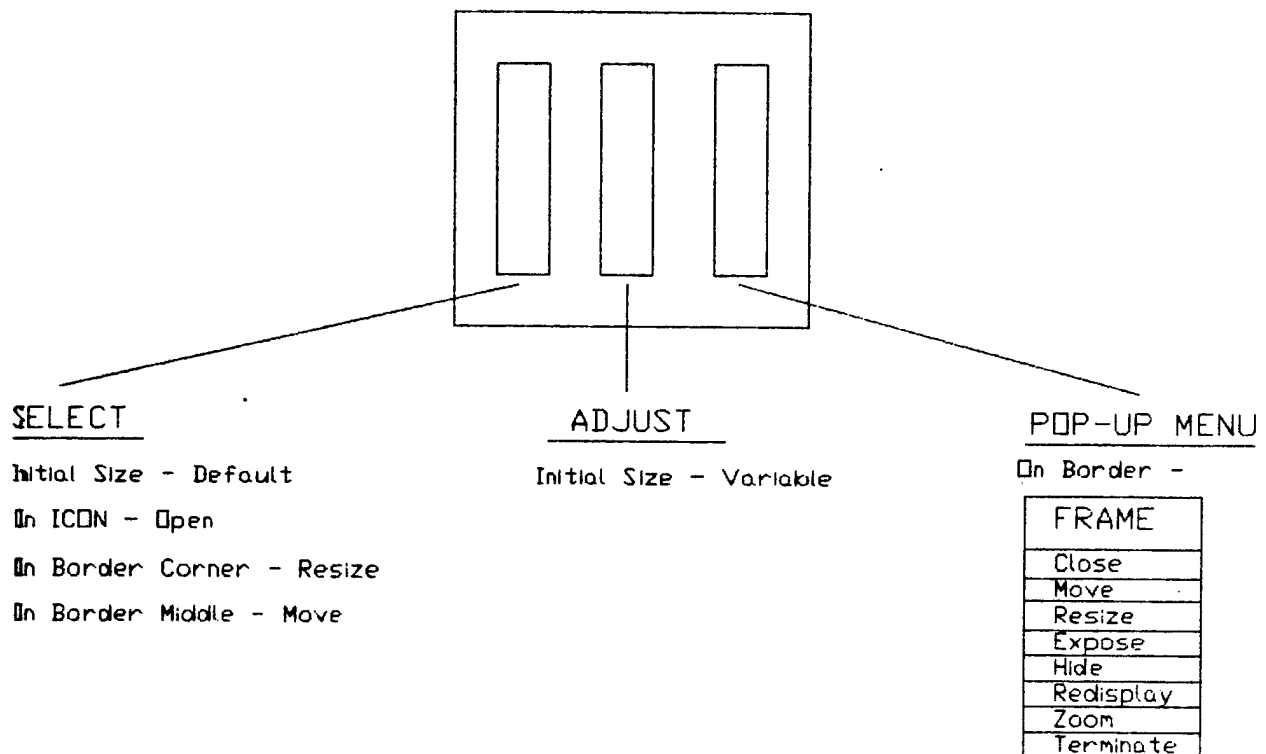 SELECT
Initial Size - Default
On ICON - Open
On Border Corner - Resize
On Border Middle - Move
ADJUST
Initial Size - Variable
POP-UP MENU
On Border -
FRAME
Close
Move
Resize
Expose
Hide
Redisplay
Zoom
Terminate